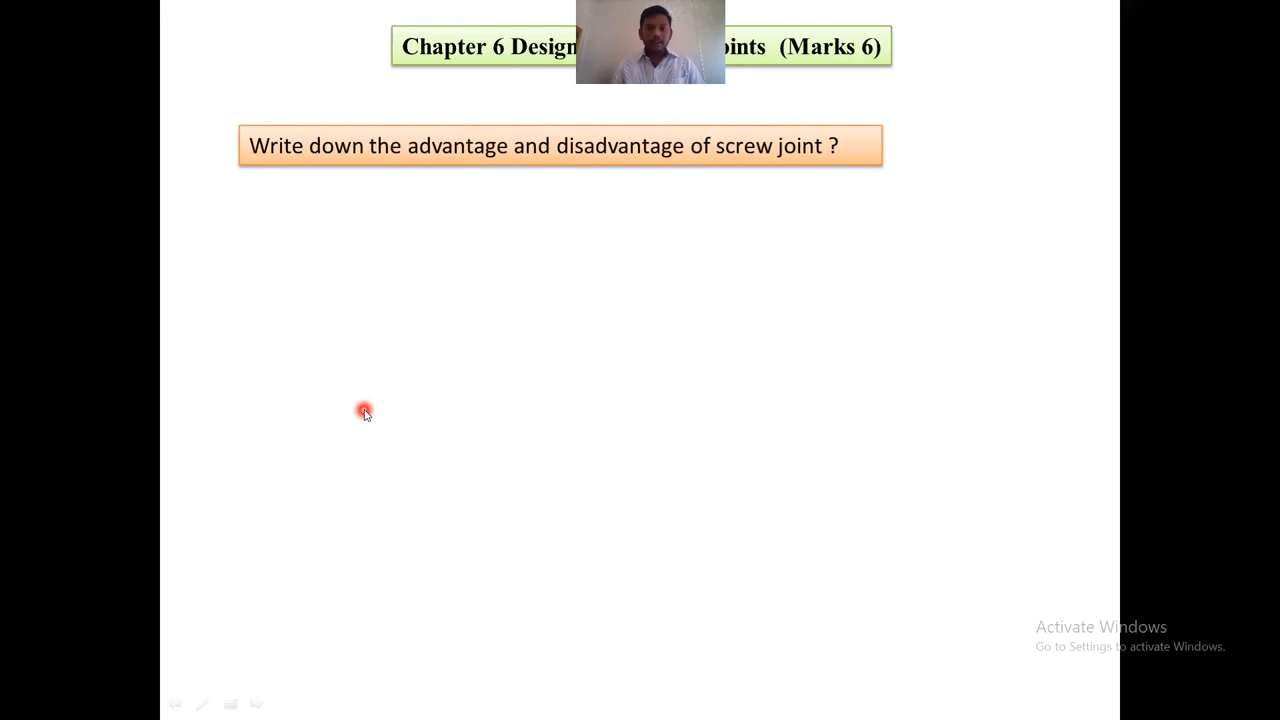 Chapter 6 Design oints (Marks 6)
Write down the advantage and disadvantage of screw joint ?
Activate Windows
Go to Settings to activate Windows.